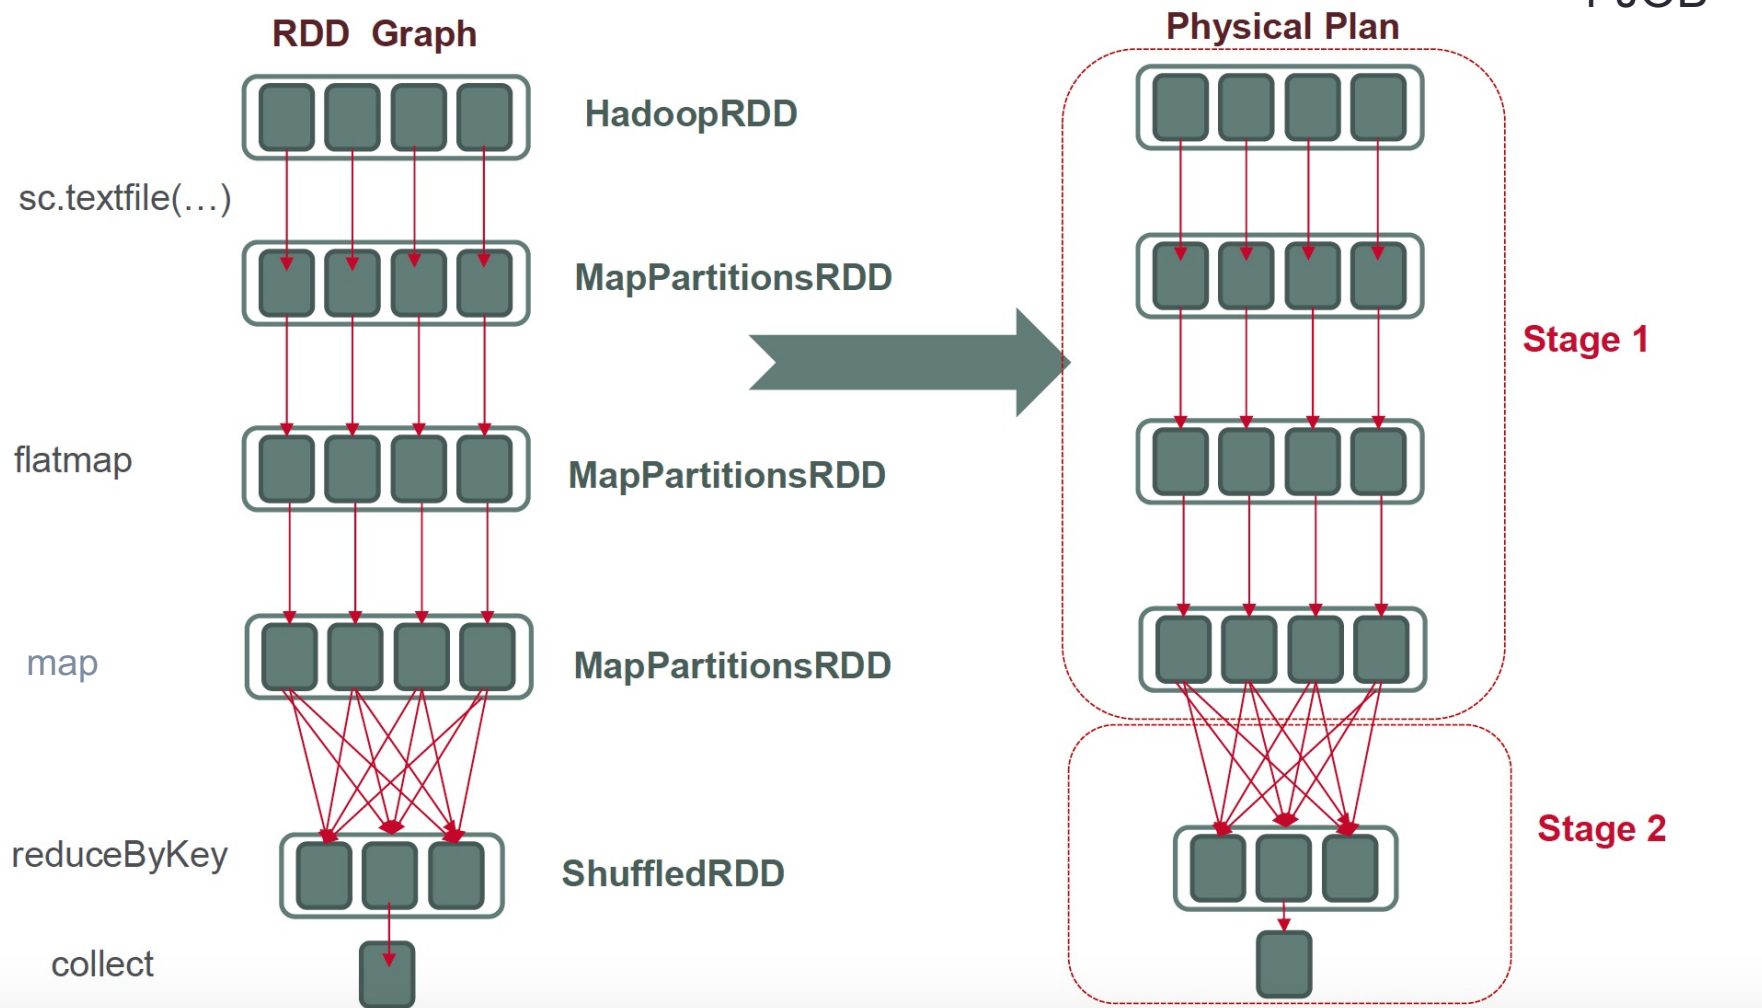 RDD Graph
HadoopRDD
sc.textfile(...)
MapPartitionsRDD
flatmap
MapPartitionsRDD
map
MapPartitionsRDD
reduceByKey
ShuffledRDD
collect
Physical Plan
Stage 1
Stage 2